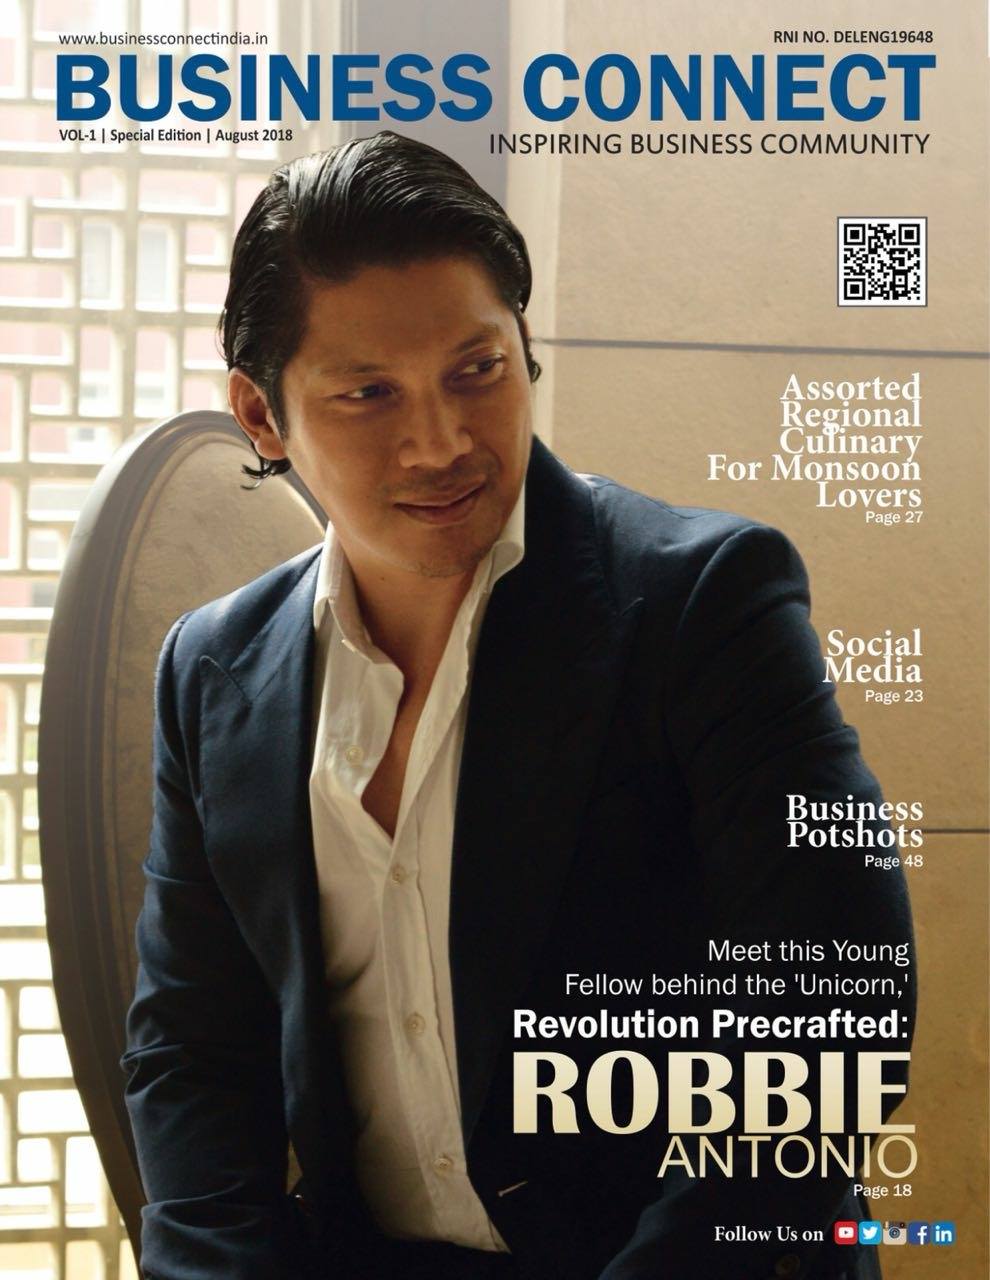 www.businessconnectindia.in
RNI NO. DELENG19648
BUSINESS CONNECT
VOL-1 | Special Edition | August 2018
INSPIRING BUSINESS COMMUNITY
Assorted
Regional
Culinary
For Monsoon
Lovers
Page 27
Social
Media
Page 23
Business
Potshots
Page 48
Meet this Young
Fellow behind the 'Unicorn,'
Revolution Precrafted:
ROBBIE
ANTONIO
Page 18
Follow Us on